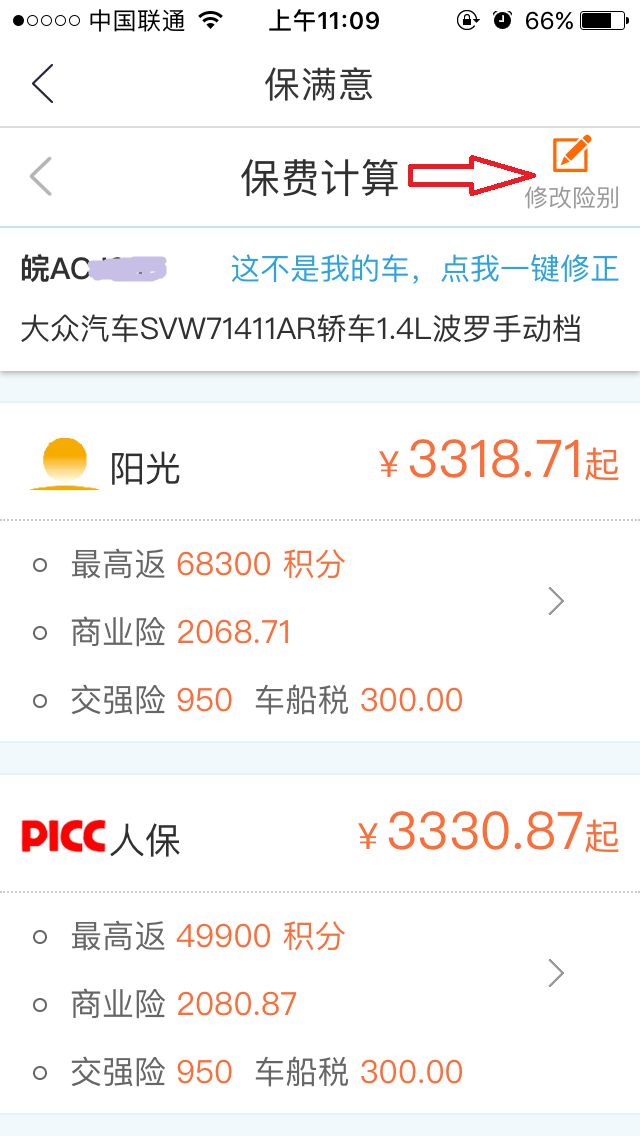 中国联通 上午11:09 66%
保满意
保费计算
修改险别
皖AC 这不是我的车，点我一键修正
大众汽车SVW71411AR轿车1.4L波罗手动档
阳光 ¥3318.71起
最高返 68300 积分
商业险 2068.71
交强险 950 车船税 300.00
PICC人保 ¥3330.87起
最高返 49900 积分
商业险 2080.87
交强险 950 车船税 300.00